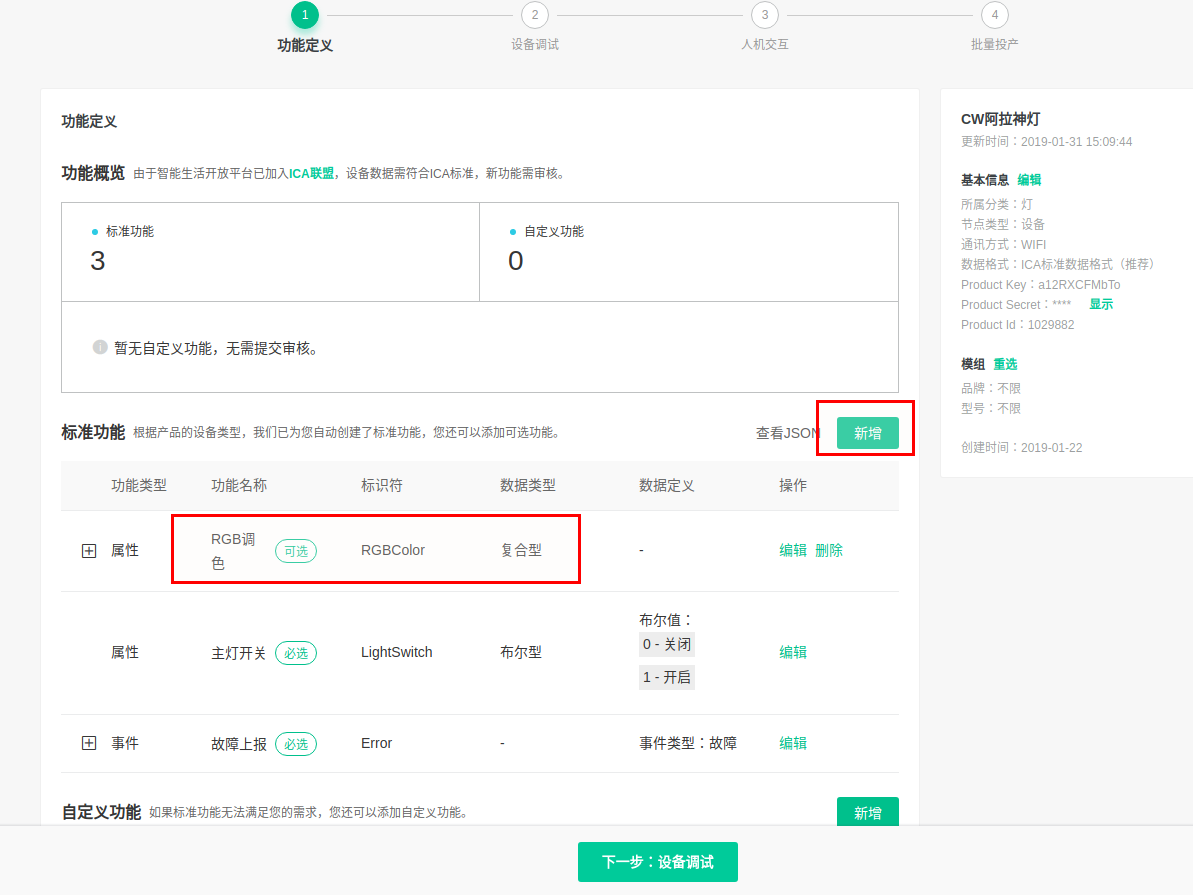 1
2
3
4
功能定义
设备调试
人机交互
批量投产
功能定义
功能概览 由于智能生活开放平台已加入ICA联盟，设备数据需符合ICA标准，新功能需审核。
标准功能
自定义功能
3
0
暂无自定义功能，无需提交审核。
标准功能 根据产品的设备类型，我们已为您自动创建了标准功能，您还可以添加可选功能。 查看JSON 新增
功能类型 功能名称 标识符 数据类型 数据定义 操作
属性 RGB调色 可选 RGBColor 复合型 - 编辑 删除
属性 主灯开关 必选 LightSwitch 布尔型 布尔值： 编辑
0 - 关闭
1 - 开启
事件 故障上报 必选 Error - 事件类型：故障 编辑
自定义功能 如果标准功能无法满足您的需求，您还可以添加自定义功能。 新增
下一步：设备调试
CW阿拉神灯
更新时间：2019-01-31 15:09:44
基本信息 编辑
所属分类：灯
节点类型：设备
通讯方式：WIFI
数据格式：ICA标准数据格式（推荐）
Product Key：a12RXCFMbTo
Product Secret：**** 显示
Product Id：1029882
模组 重选
品牌：不限
型号：不限
创建时间：2019-01-22